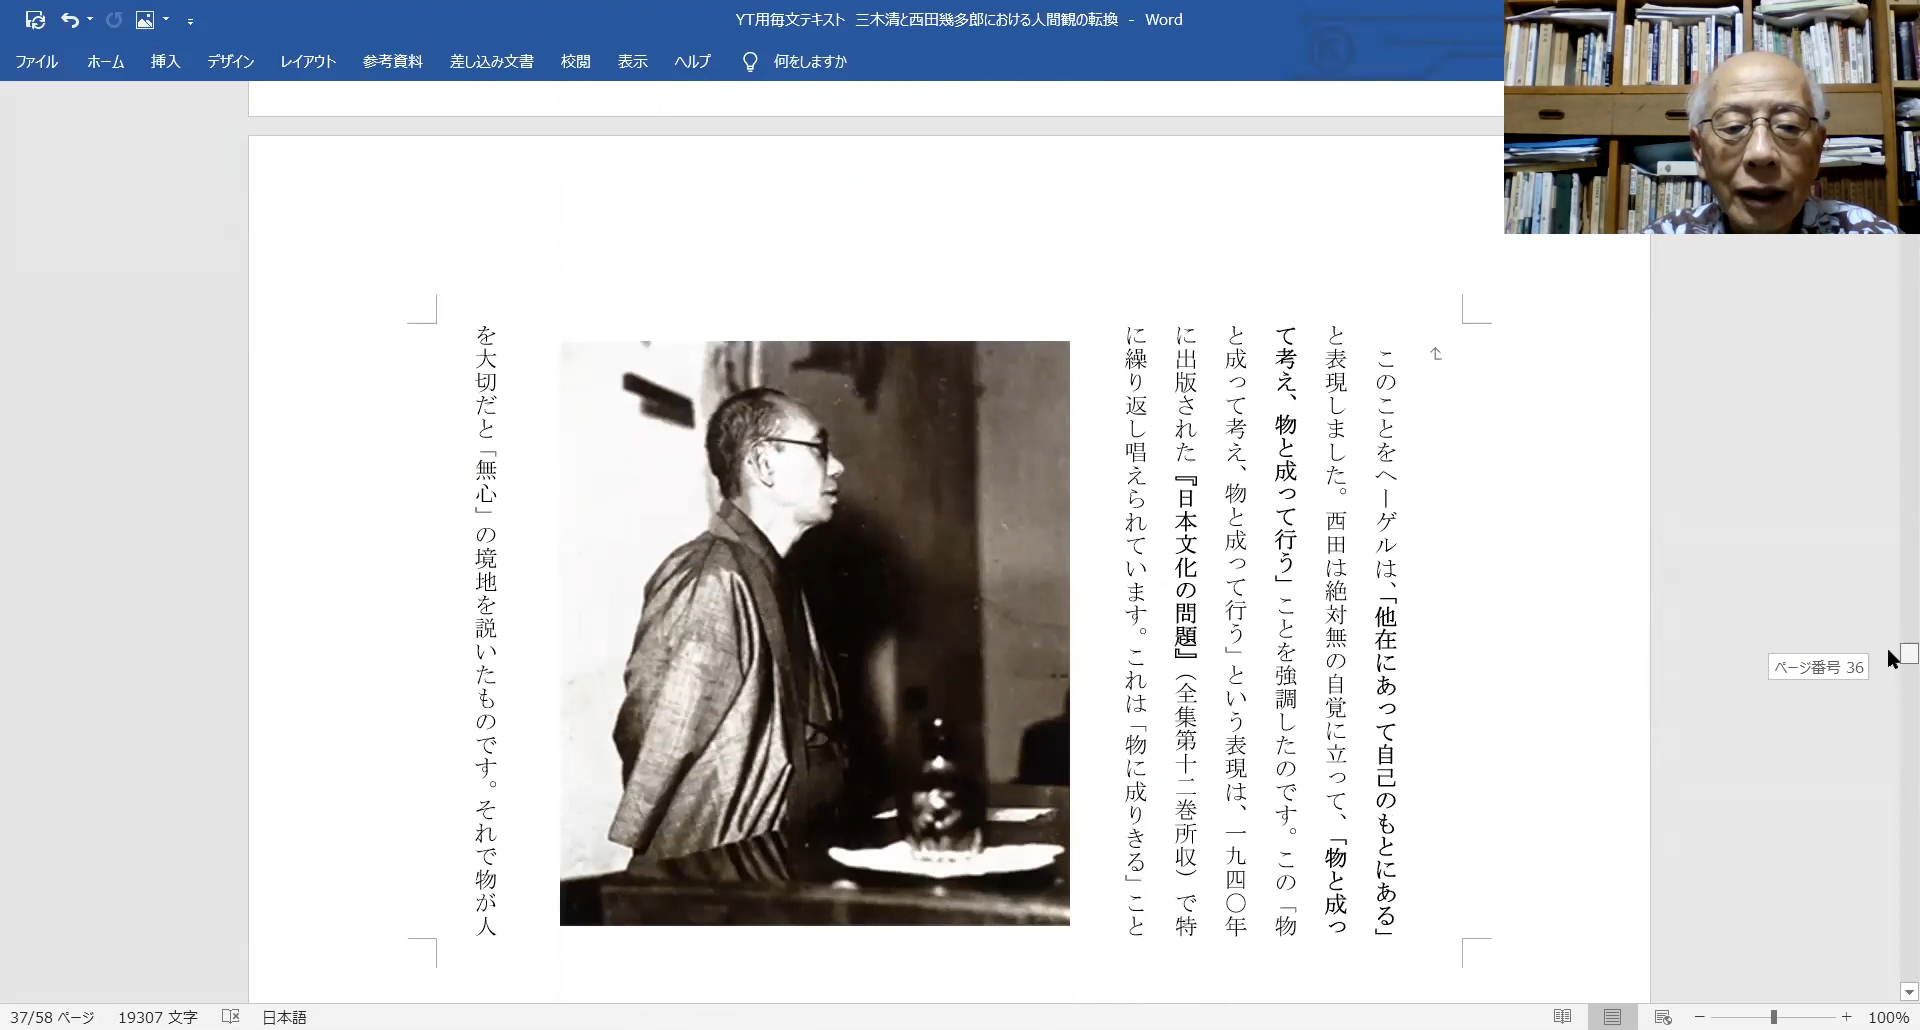 YT用毎文テキスト 三木清と西田幾多郎における人間観の転換 - Word
ファイル ホーム 挿入 デザイン レイアウト 参考資料 差し込み文書 校閲 表示 ヘルプ 何をしますか
このことをヘーゲルは、「他在にあって自己のもとにある」
と表現しました。西田は絶対無の自覚に立って、「物と成っ
て考え、物と成って行う」ことを強調したのです。この「物
と成って考え、物と成って行う」という表現は、一九四〇年
に出版された『日本文化の問題』（全集第十二巻所収）で特
に繰り返し唱えられています。これは「物に成りきる」こと
を大切だと「無心」の境地を説いたものです。それで物が人
ページ番号 36
37/58 ページ 19307 文字 日本語 100%